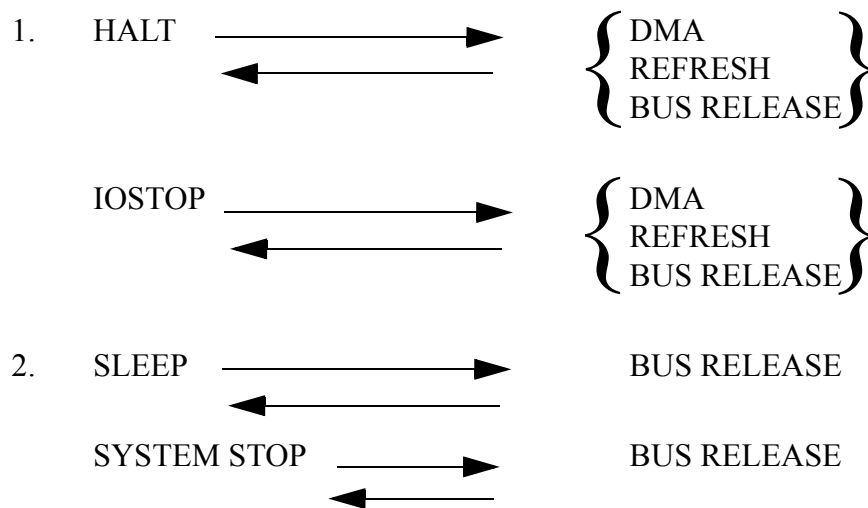 1. HALT { DMA }
REFRESH
BUS RELEASE
IOSTOP { DMA }
REFRESH
BUS RELEASE
2. SLEEP BUS RELEASE
SYSTEM STOP BUS RELEASE